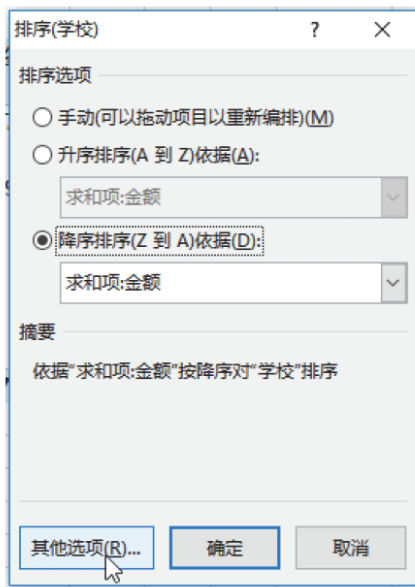 排序(学校)
?
排序选项
手动(可以拖动项目以重新编排)(M)
升序排序(A 到 Z)依据(A):
求和项:金额
降序排序(Z 到 A)依据(D):
求和项:金额
摘要
依据"求和项:金额"按降序对"学校"排序
其他选项(R)... 确定 取消